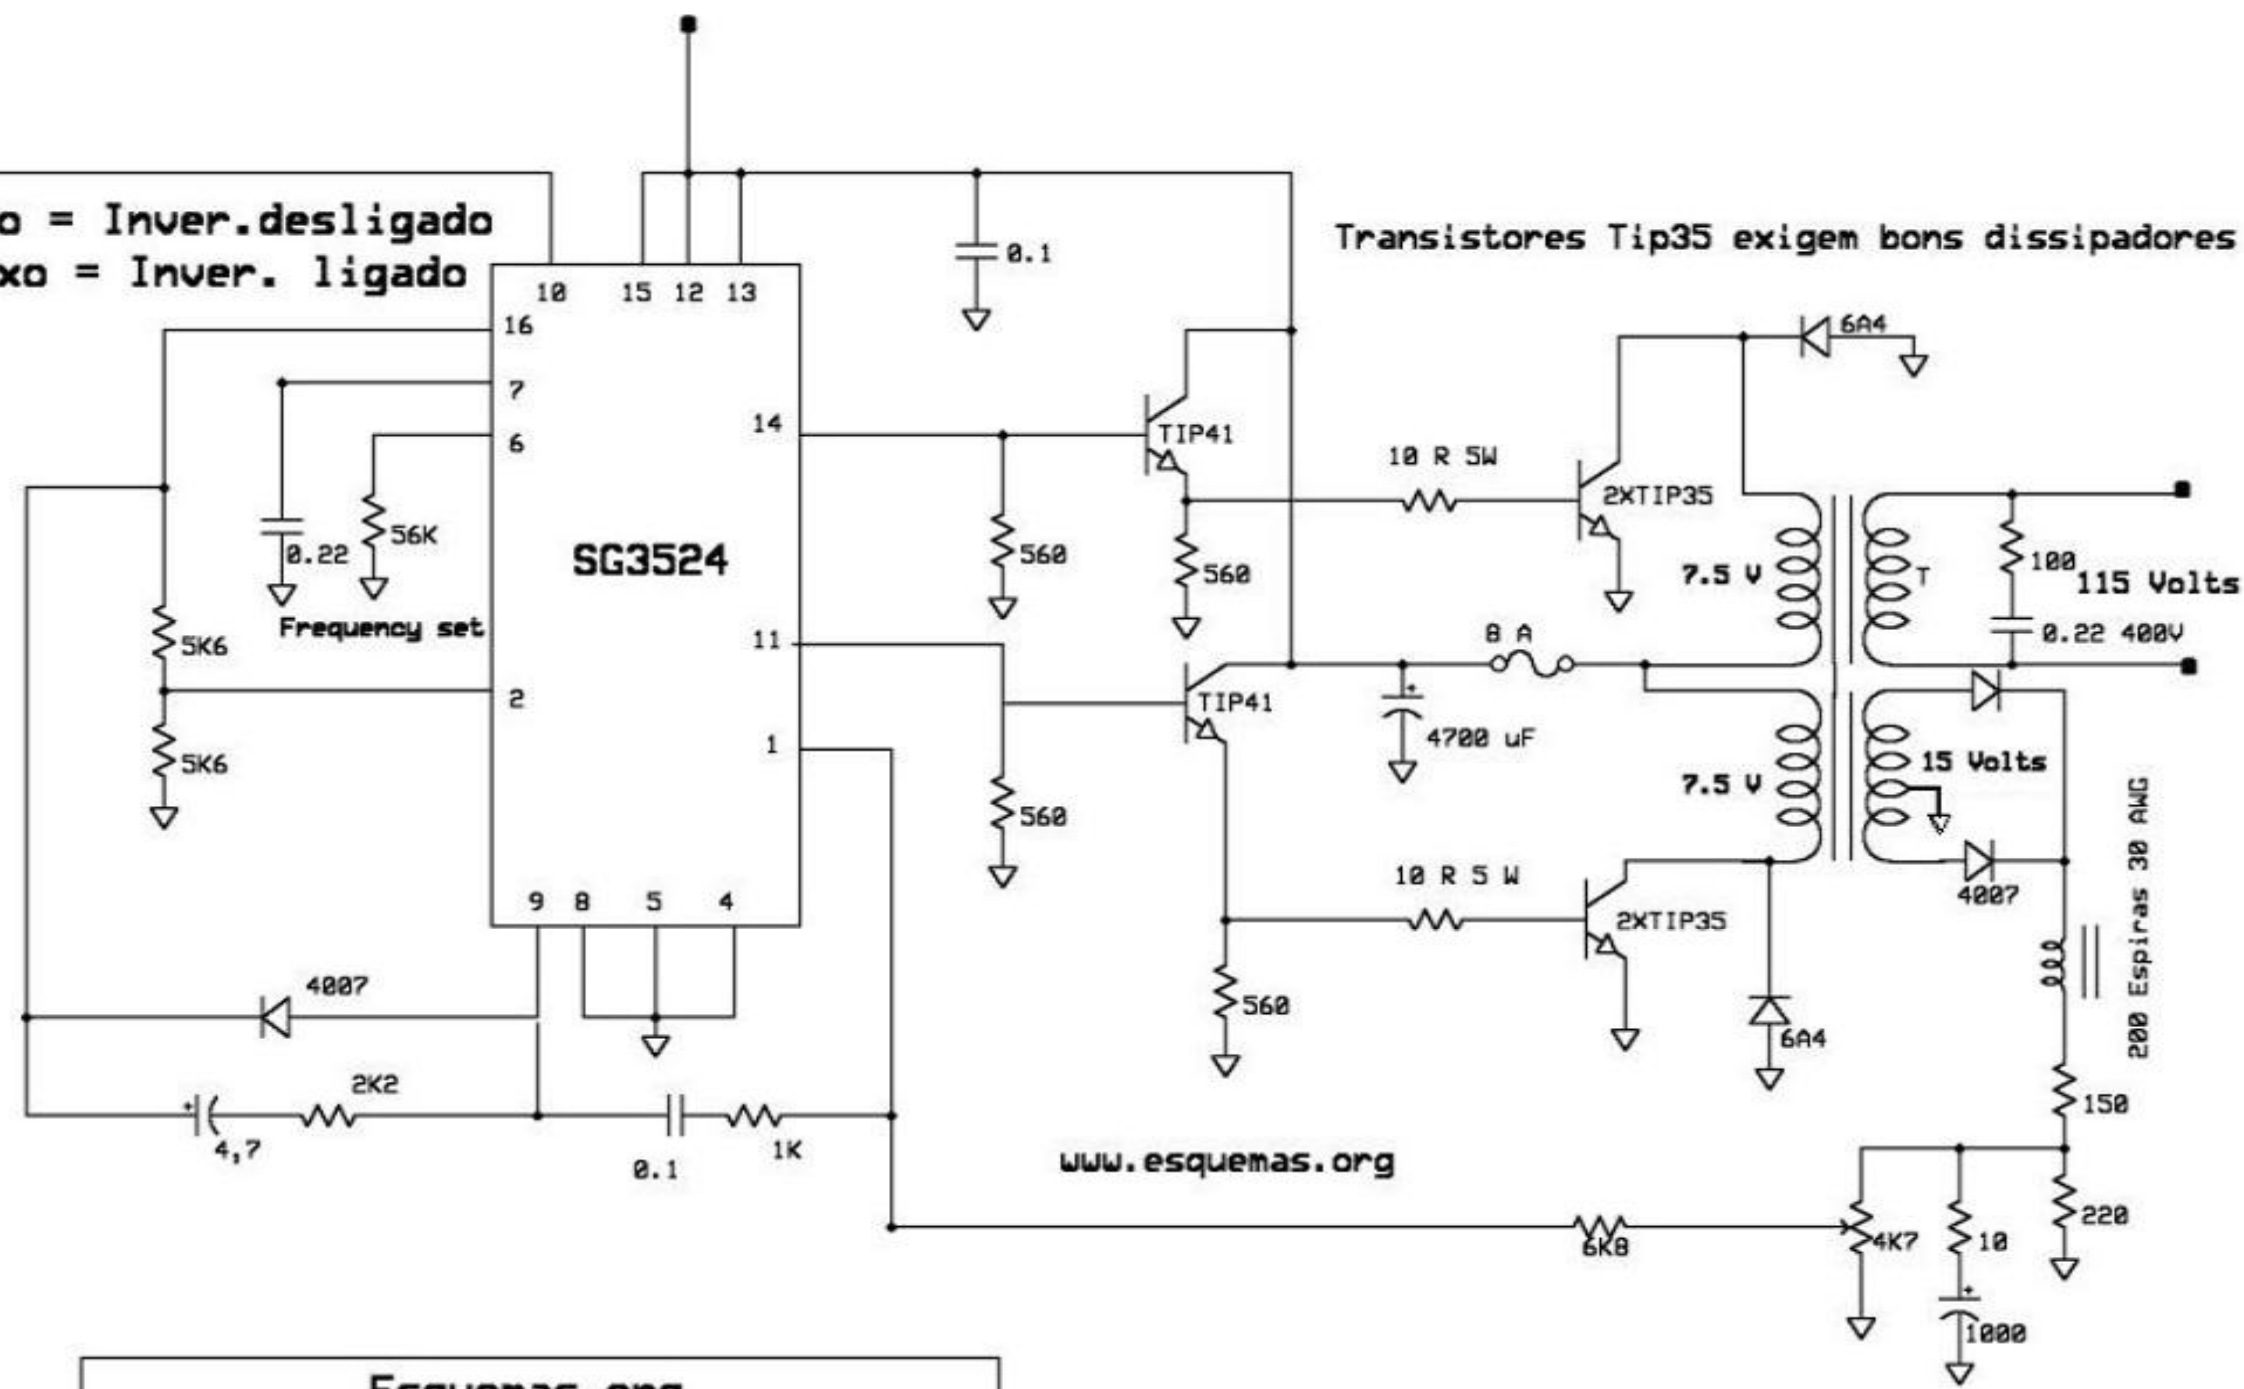 o = Inver.desligado
xo = Inver. ligado
Transistores Tip35 exigem bons dissipadores
10
15
12
13
0.1
16
7
6
14
TIP41
10 R 5W
2XTIP35
6A4
0.22
56K
SG3524
560
560
7.5 V
T
100
115 Volts
0.22 400V
Frequency set
5K6
11
8 A
2
TIP41
4700 uF
1
5K6
560
7.5 V
15 Volts
10 R 5 W
2XTIP35
4007
200 Espiras 30 AWG
9
8
5
4
4007
560
6A4
2K2
4,7
0.1
1K
150
www.esquemas.org
6K8
4K7
10
220
1000
Esquemas.org